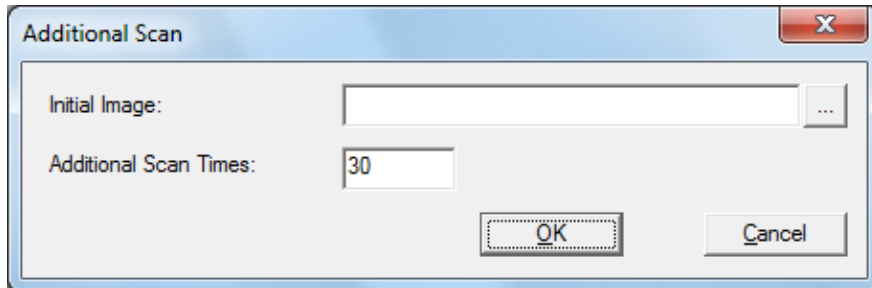 Additional Scan
Initial Image:
...
Additional Scan Times: 30
OK
Cancel